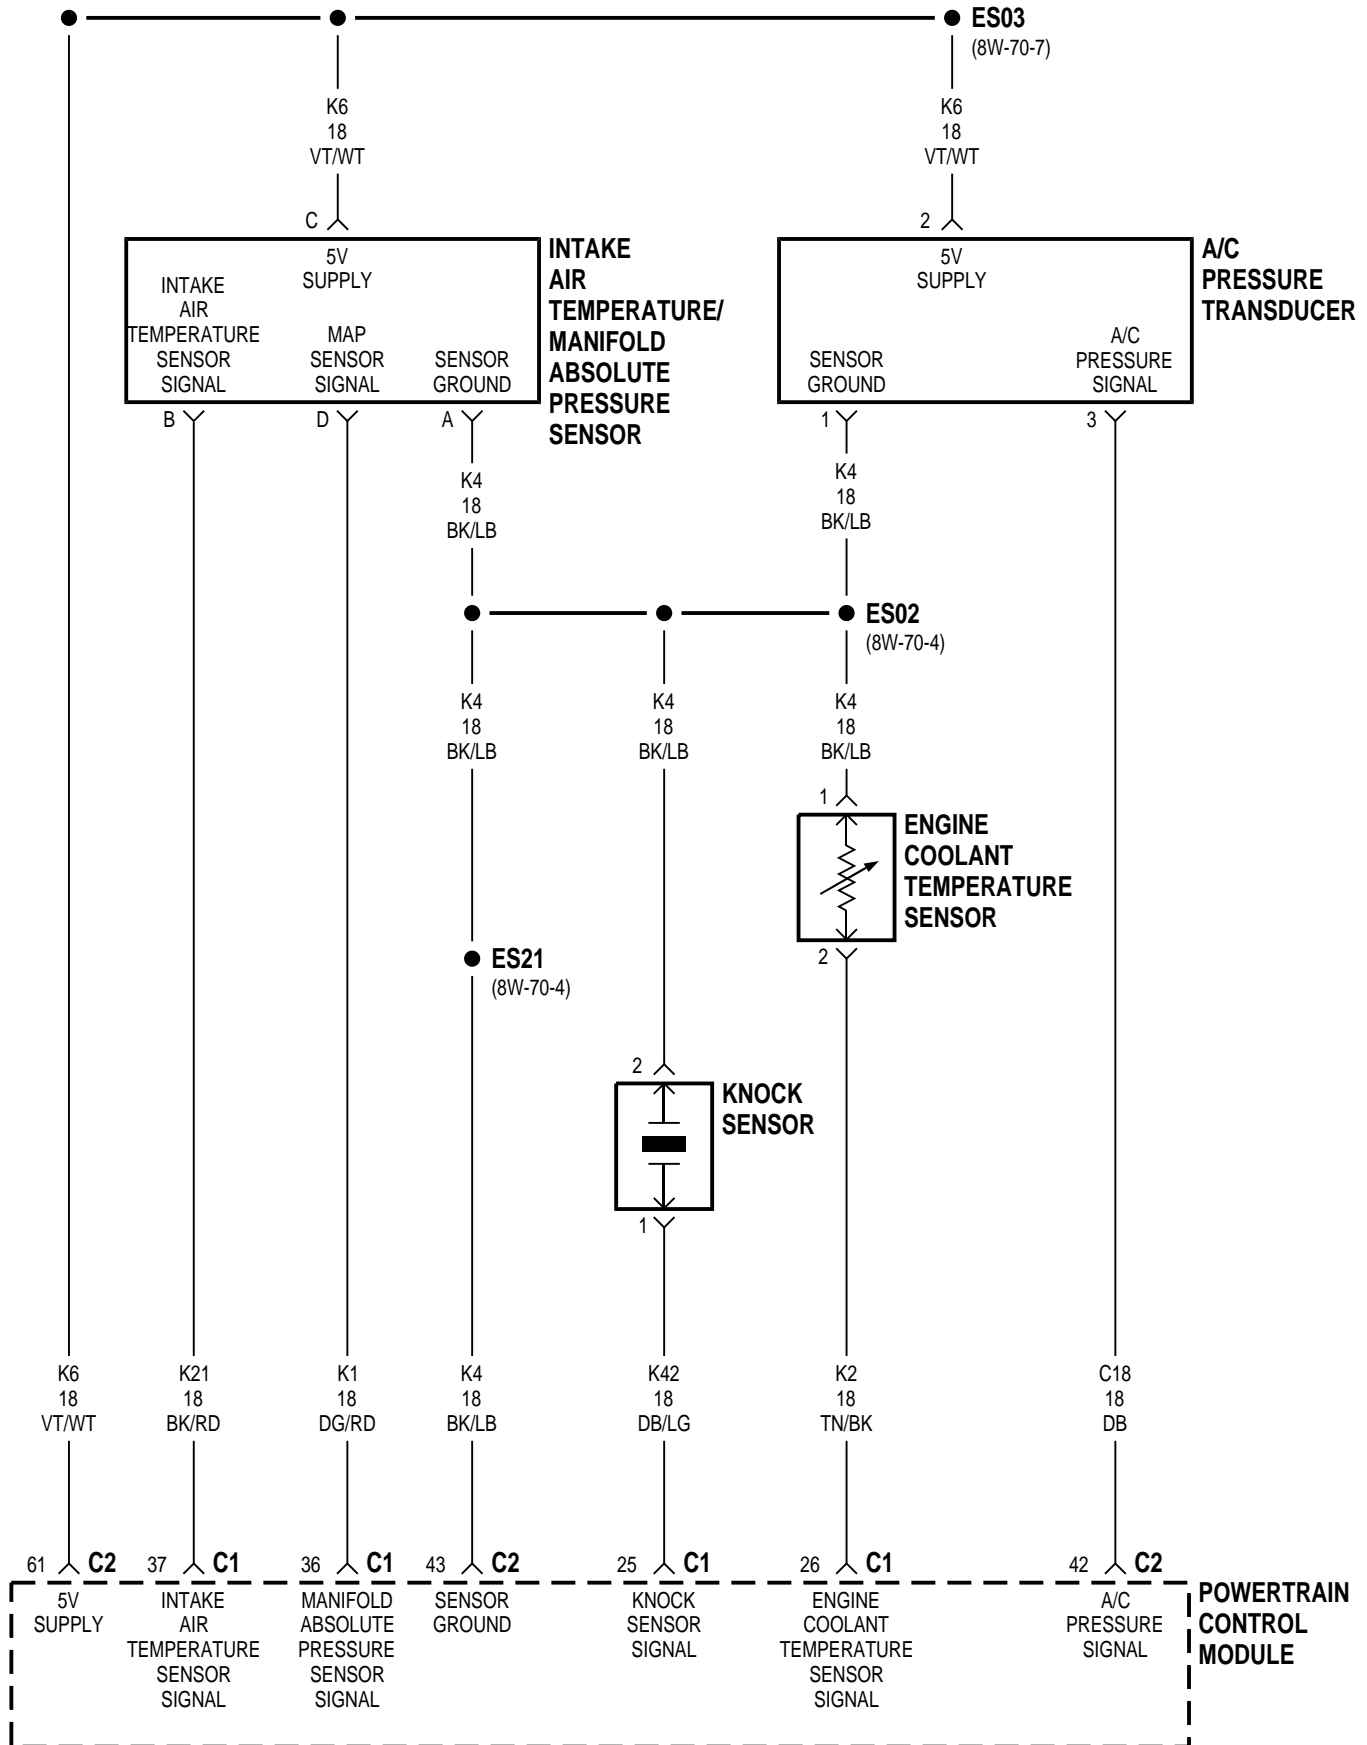 ES03
(8W-70-7)
K6
18
VT/WT
K6
18
VT/WT
C
2
INTAKE
AIR
TEMPERATURE
SENSOR
SIGNAL
5V
SUPPLY
MAP
SENSOR
SIGNAL
SENSOR
GROUND
INTAKE
AIR
TEMPERATURE/
MANIFOLD
ABSOLUTE
PRESSURE
SENSOR
5V
SUPPLY
SENSOR
GROUND
A/C
PRESSURE
SIGNAL
A/C
PRESSURE
TRANSDUCER
B
D
A
1
3
K4
18
BK/LB
K4
18
BK/LB
ES02
(8W-70-4)
K4
18
BK/LB
K4
18
BK/LB
K4
18
BK/LB
1
ENGINE
COOLANT
TEMPERATURE
SENSOR
2
ES21
(8W-70-4)
2
KNOCK
SENSOR
1
K6
18
VT/WT
K21
18
BK/RD
K1
18
DG/RD
K4
18
BK/LB
K42
18
DB/LG
K2
18
TN/BK
C18
18
DB
61 C2
37 C1
36 C1
43 C2
25 C1
26 C1
42 C2
5V
SUPPLY
INTAKE
AIR
TEMPERATURE
SENSOR
SIGNAL
MANIFOLD
ABSOLUTE
PRESSURE
SENSOR
SIGNAL
SENSOR
GROUND
KNOCK
SENSOR
SIGNAL
ENGINE
COOLANT
TEMPERATURE
SENSOR
SIGNAL
A/C
PRESSURE
SIGNAL
POWERTRAIN
CONTROL
MODULE